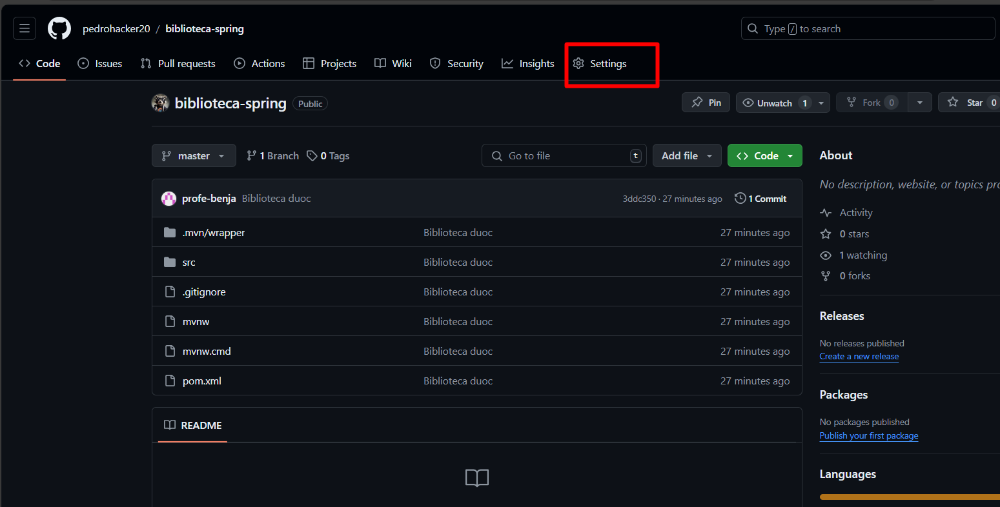 pedrohacker20 / biblioteca-spring
Type / to search
Code Issues Pull requests Actions Projects Wiki Security Insights Settings
biblioteca-spring Public
Pin Unwatch 1 Fork 0 Star 0
master 1 Branch 0 Tags
Go to file t Add file Code
profe-benja Biblioteca duoc 3ddc350 · 27 minutes ago 1 Commit
.mvn/wrapper Biblioteca duoc 27 minutes ago
src Biblioteca duoc 27 minutes ago
.gitignore Biblioteca duoc 27 minutes ago
mvnw Biblioteca duoc 27 minutes ago
mvnw.cmd Biblioteca duoc 27 minutes ago
pom.xml Biblioteca duoc 27 minutes ago
README
About
No description, website, or topics pro
Activity
0 stars
1 watching
0 forks
Releases
No releases published
Create a new release
Packages
No packages published
Publish your first package
Languages